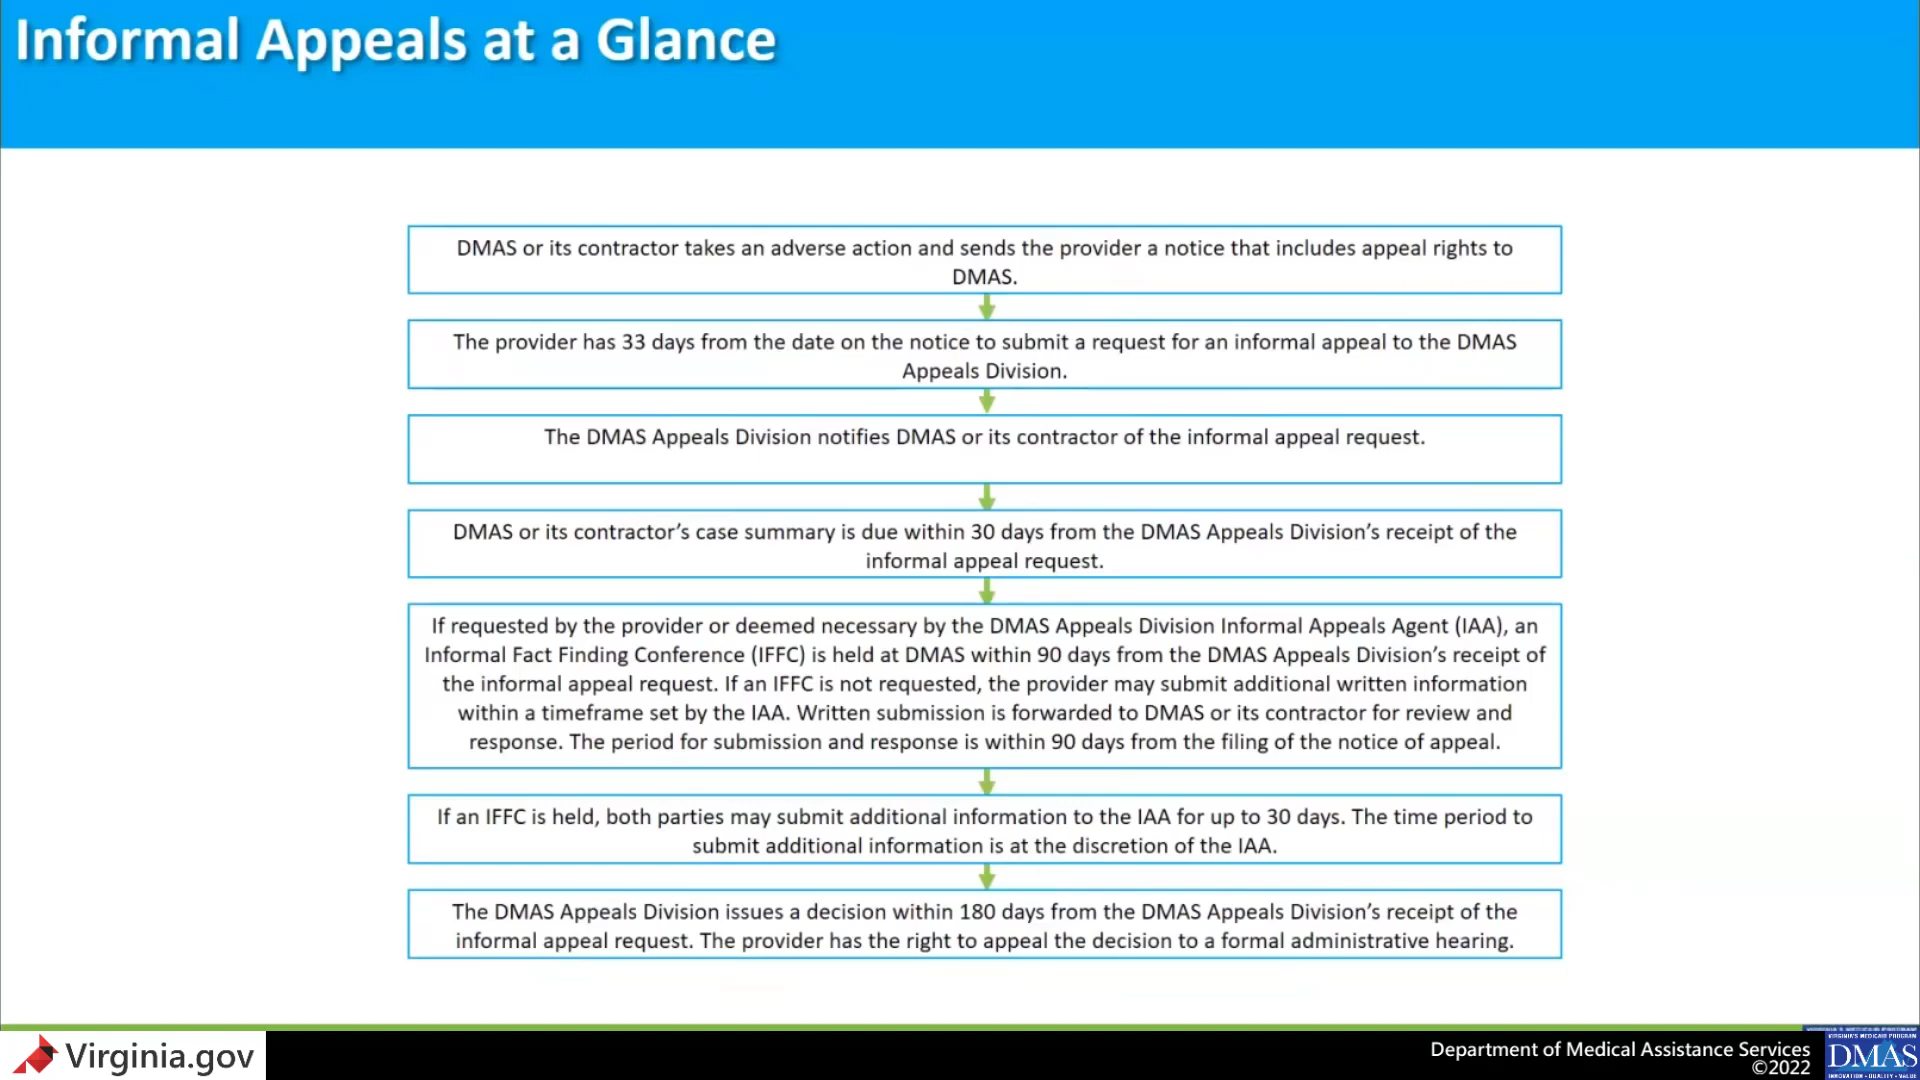 Informal Appeals at a Glance
DMAS or its contractor takes an adverse action and sends the provider a notice that includes appeal rights to
DMAS.
The provider has 33 days from the date on the notice to submit a request for an informal appeal to the DMAS
Appeals Division.
The DMAS Appeals Division notifies DMAS or its contractor of the informal appeal request.
DMAS or its contractor’s case summary is due within 30 days from the DMAS Appeals Division’s receipt of the
informal appeal request.
If requested by the provider or deemed necessary by the DMAS Appeals Division Informal Appeals Agent (IAA), an
Informal Fact Finding Conference (IFFC) is held at DMAS within 90 days from the DMAS Appeals Division’s receipt of
the informal appeal request. If an IFFC is not requested, the provider may submit additional written information
within a timeframe set by the IAA. Written submission is forwarded to DMAS or its contractor for review and
response. The period for submission and response is within 90 days from the filing of the notice of appeal.
If an IFFC is held, both parties may submit additional information to the IAA for up to 30 days. The time period to
submit additional information is at the discretion of the IAA.
The DMAS Appeals Division issues a decision within 180 days from the DMAS Appeals Division’s receipt of the
informal appeal request. The provider has the right to appeal the decision to a formal administrative hearing.
Virginia.gov
Department of Medical Assistance Services
©2022
VIRGINIA'S MEDICAID PROGRAM
DMAS
INNOVATION • QUALITY • VALUE